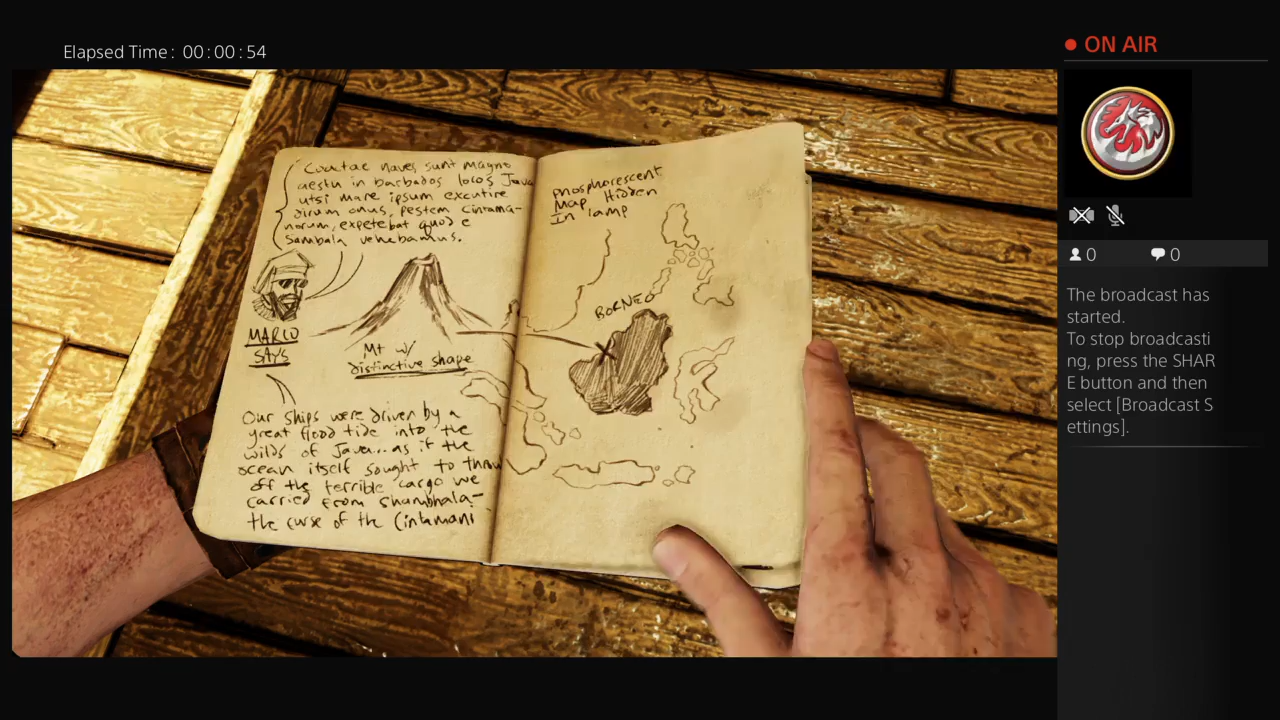 Elapsed Time: 00:00:54
Cunctae naves sunt magno
aestu in barbados locos Java
utsi mare ipsum excutire
dirum onus, pestem cintama-
norum, expetebat quod e
Sambala vehebamus.
MARCO
SAYS
Mt w/
distinctive shape
Our ships were driven by a
great flood tide into the
wilds of Java... as if the
ocean itself sought to throw
off the terrible cargo we
carried from Shambhala-
the curse of the Cintamani
Phosphorescent
Map Hidden
In lamp
BORNEO
ON AIR
0
0
The broadcast has
started.
To stop broadcasti
ng, press the SHAR
E button and then
select [Broadcast S
ettings].